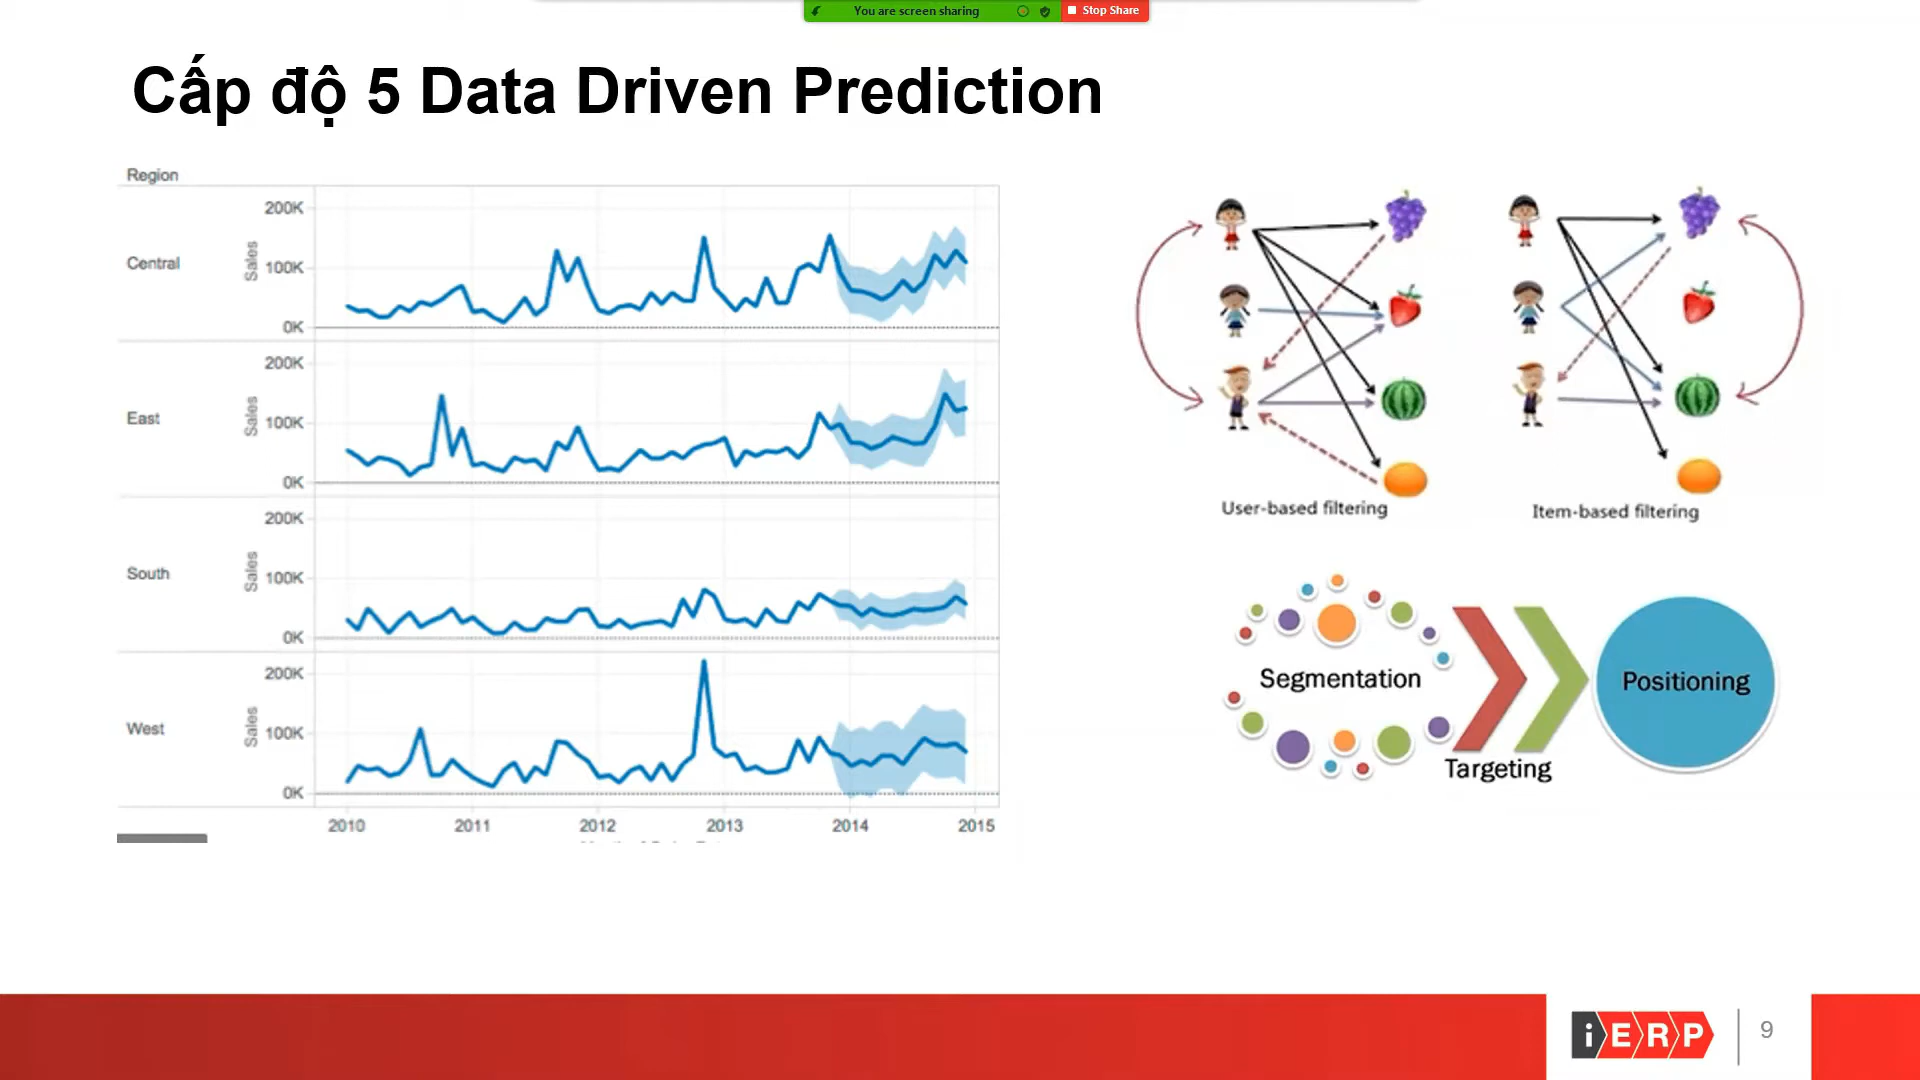 You are screen sharing
Stop Share
Cấp độ 5 Data Driven Prediction
Region
Central
Sales
200K
100K
0K
East
Sales
200K
100K
0K
South
Sales
200K
100K
0K
West
Sales
200K
100K
0K
2010 2011 2012 2013 2014 2015
User-based filtering
Item-based filtering
Segmentation
Targeting
Positioning
iERP
9